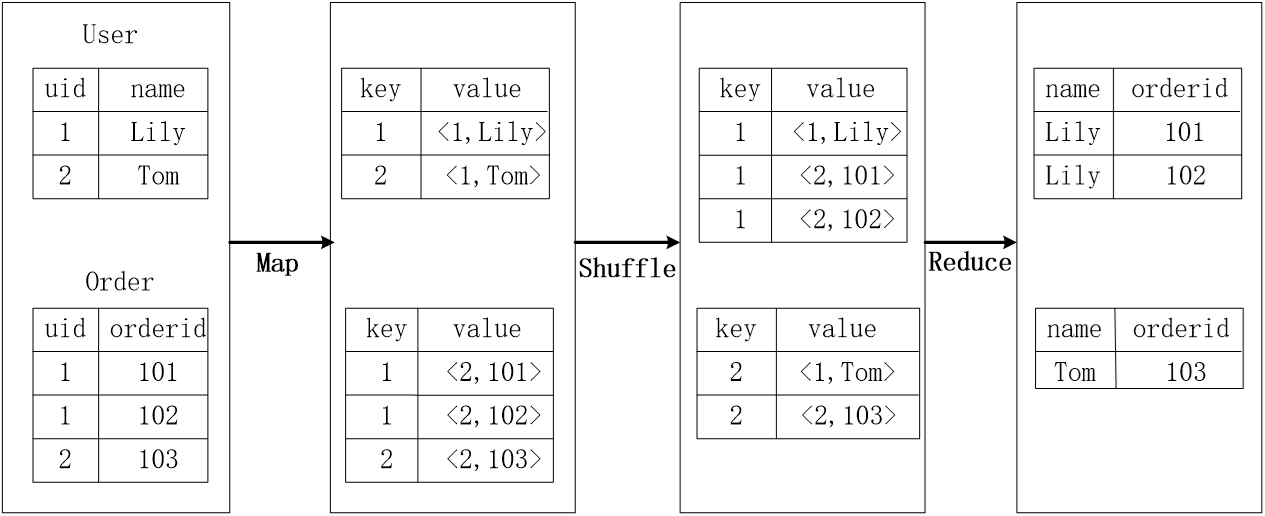 User
uid name
1 Lily
2 Tom
Order
uid orderid
1 101
1 102
2 103
Map
key value
1 <1,Lily>
2 <1,Tom>
key value
1 <2,101>
1 <2,102>
2 <2,103>
Shuffle
key value
1 <1,Lily>
1 <2,101>
1 <2,102>
key value
2 <1,Tom>
2 <2,103>
Reduce
name orderid
Lily 101
Lily 102
name orderid
Tom 103